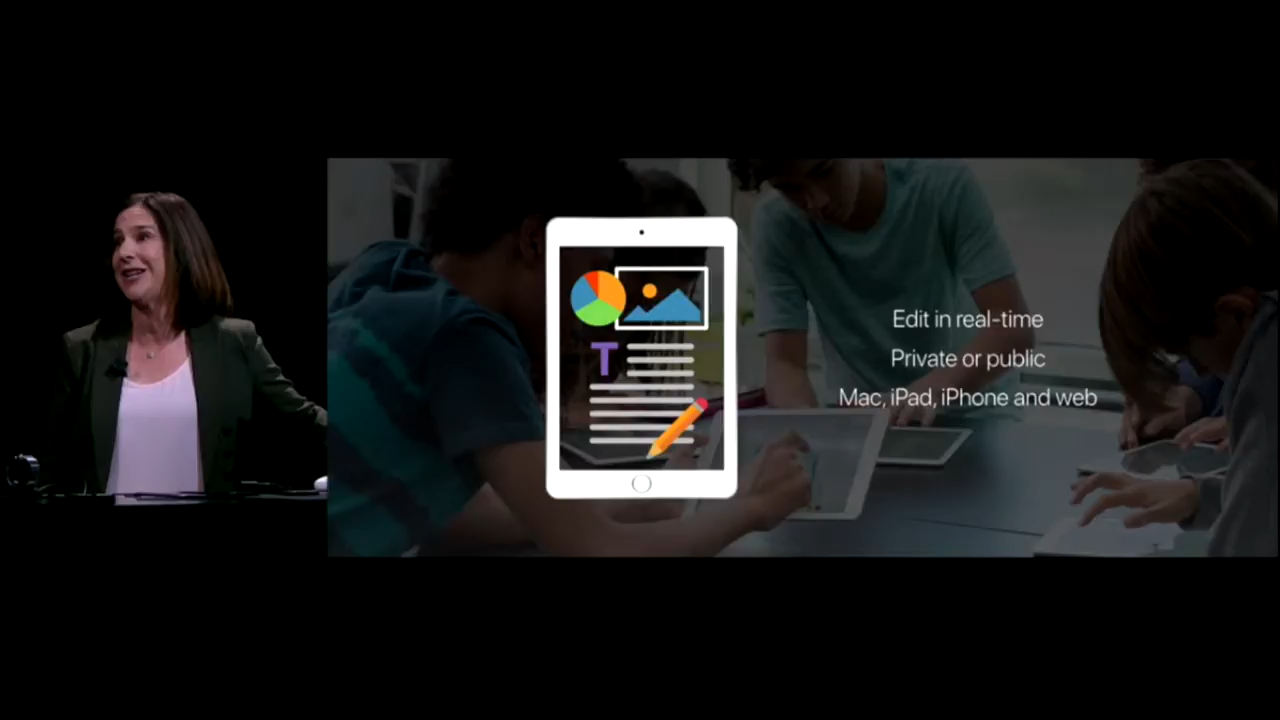 T
Edit in real-time
Private or public
Mac, iPad, iPhone and web